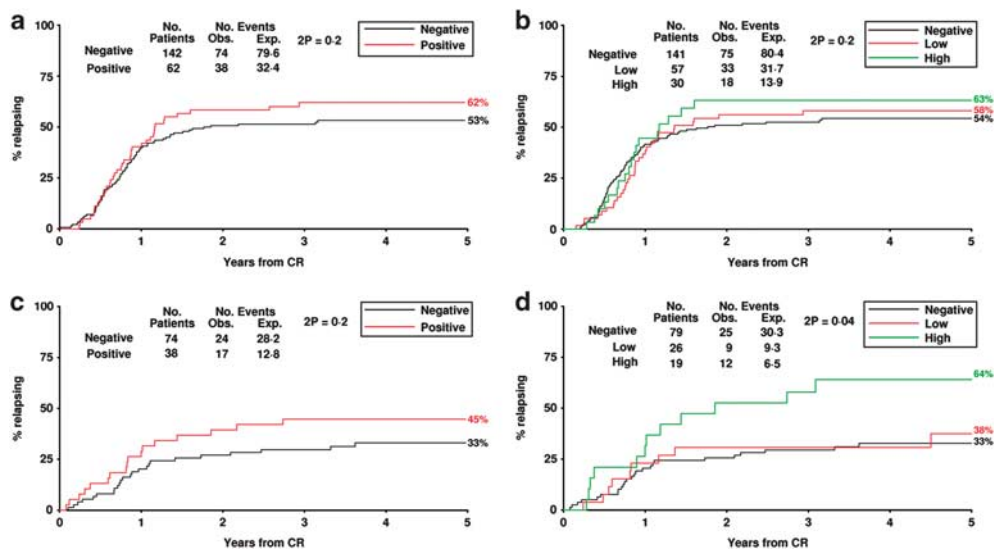 a
No. No. Events
Patients Obs. Exp.
Negative 142 74 79·6
Positive 62 38 32·4
2P = 0·2
Negative
Positive
100
75
50
25
0
% relapsing
62%
53%
0 1 2 3 4 5
Years from CR
b
No. No. Events
Patients Obs. Exp.
Negative 141 75 80·4
Low 57 33 31·7
High 30 18 13·9
2P = 0·2
Negative
Low
High
100
75
50
25
0
% relapsing
63%
58%
54%
0 1 2 3 4 5
Years from CR
c
No. No. Events
Patients Obs. Exp.
Negative 74 24 28·2
Positive 38 17 12·8
2P = 0·2
Negative
Positive
100
75
50
25
0
% relapsing
45%
33%
0 1 2 3 4 5
Years from CR
d
No. No. Events
Patients Obs. Exp.
Negative 79 25 30·3
Low 26 9 9·3
High 19 12 6·5
2P = 0·04
Negative
Low
High
100
75
50
25
0
% relapsing
64%
38%
33%
0 1 2 3 4 5
Years from CR